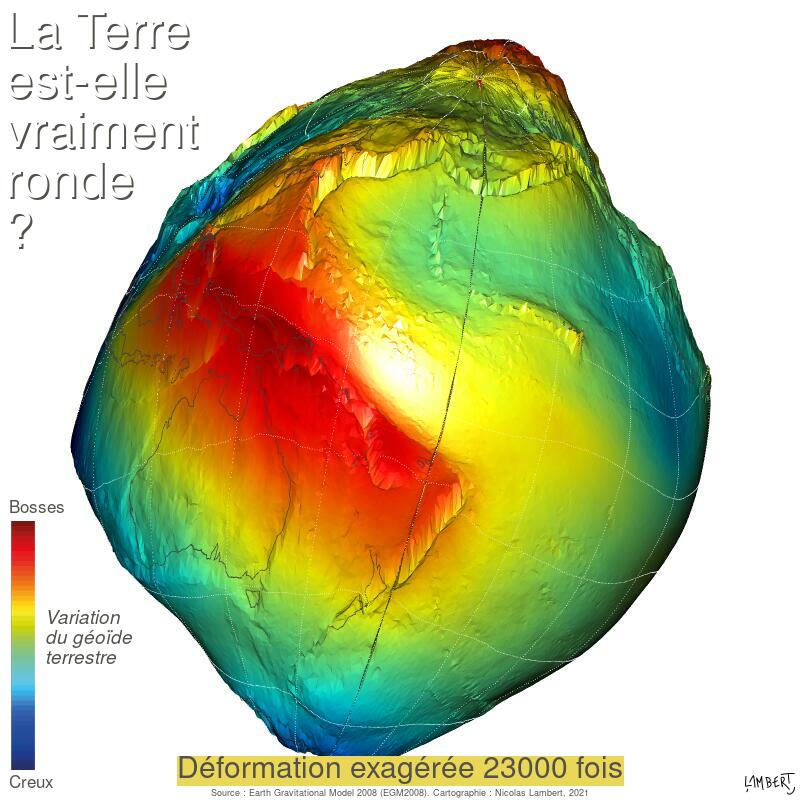 La Terre
est-elle
vraiment
ronde
?
Bosses
Variation
du géoïde
terrestre
Creux
Déformation exagérée 23000 fois
Source : Earth Gravitational Model 2008 (EGM2008). Cartographie : Nicolas Lambert, 2021
LAMBERT